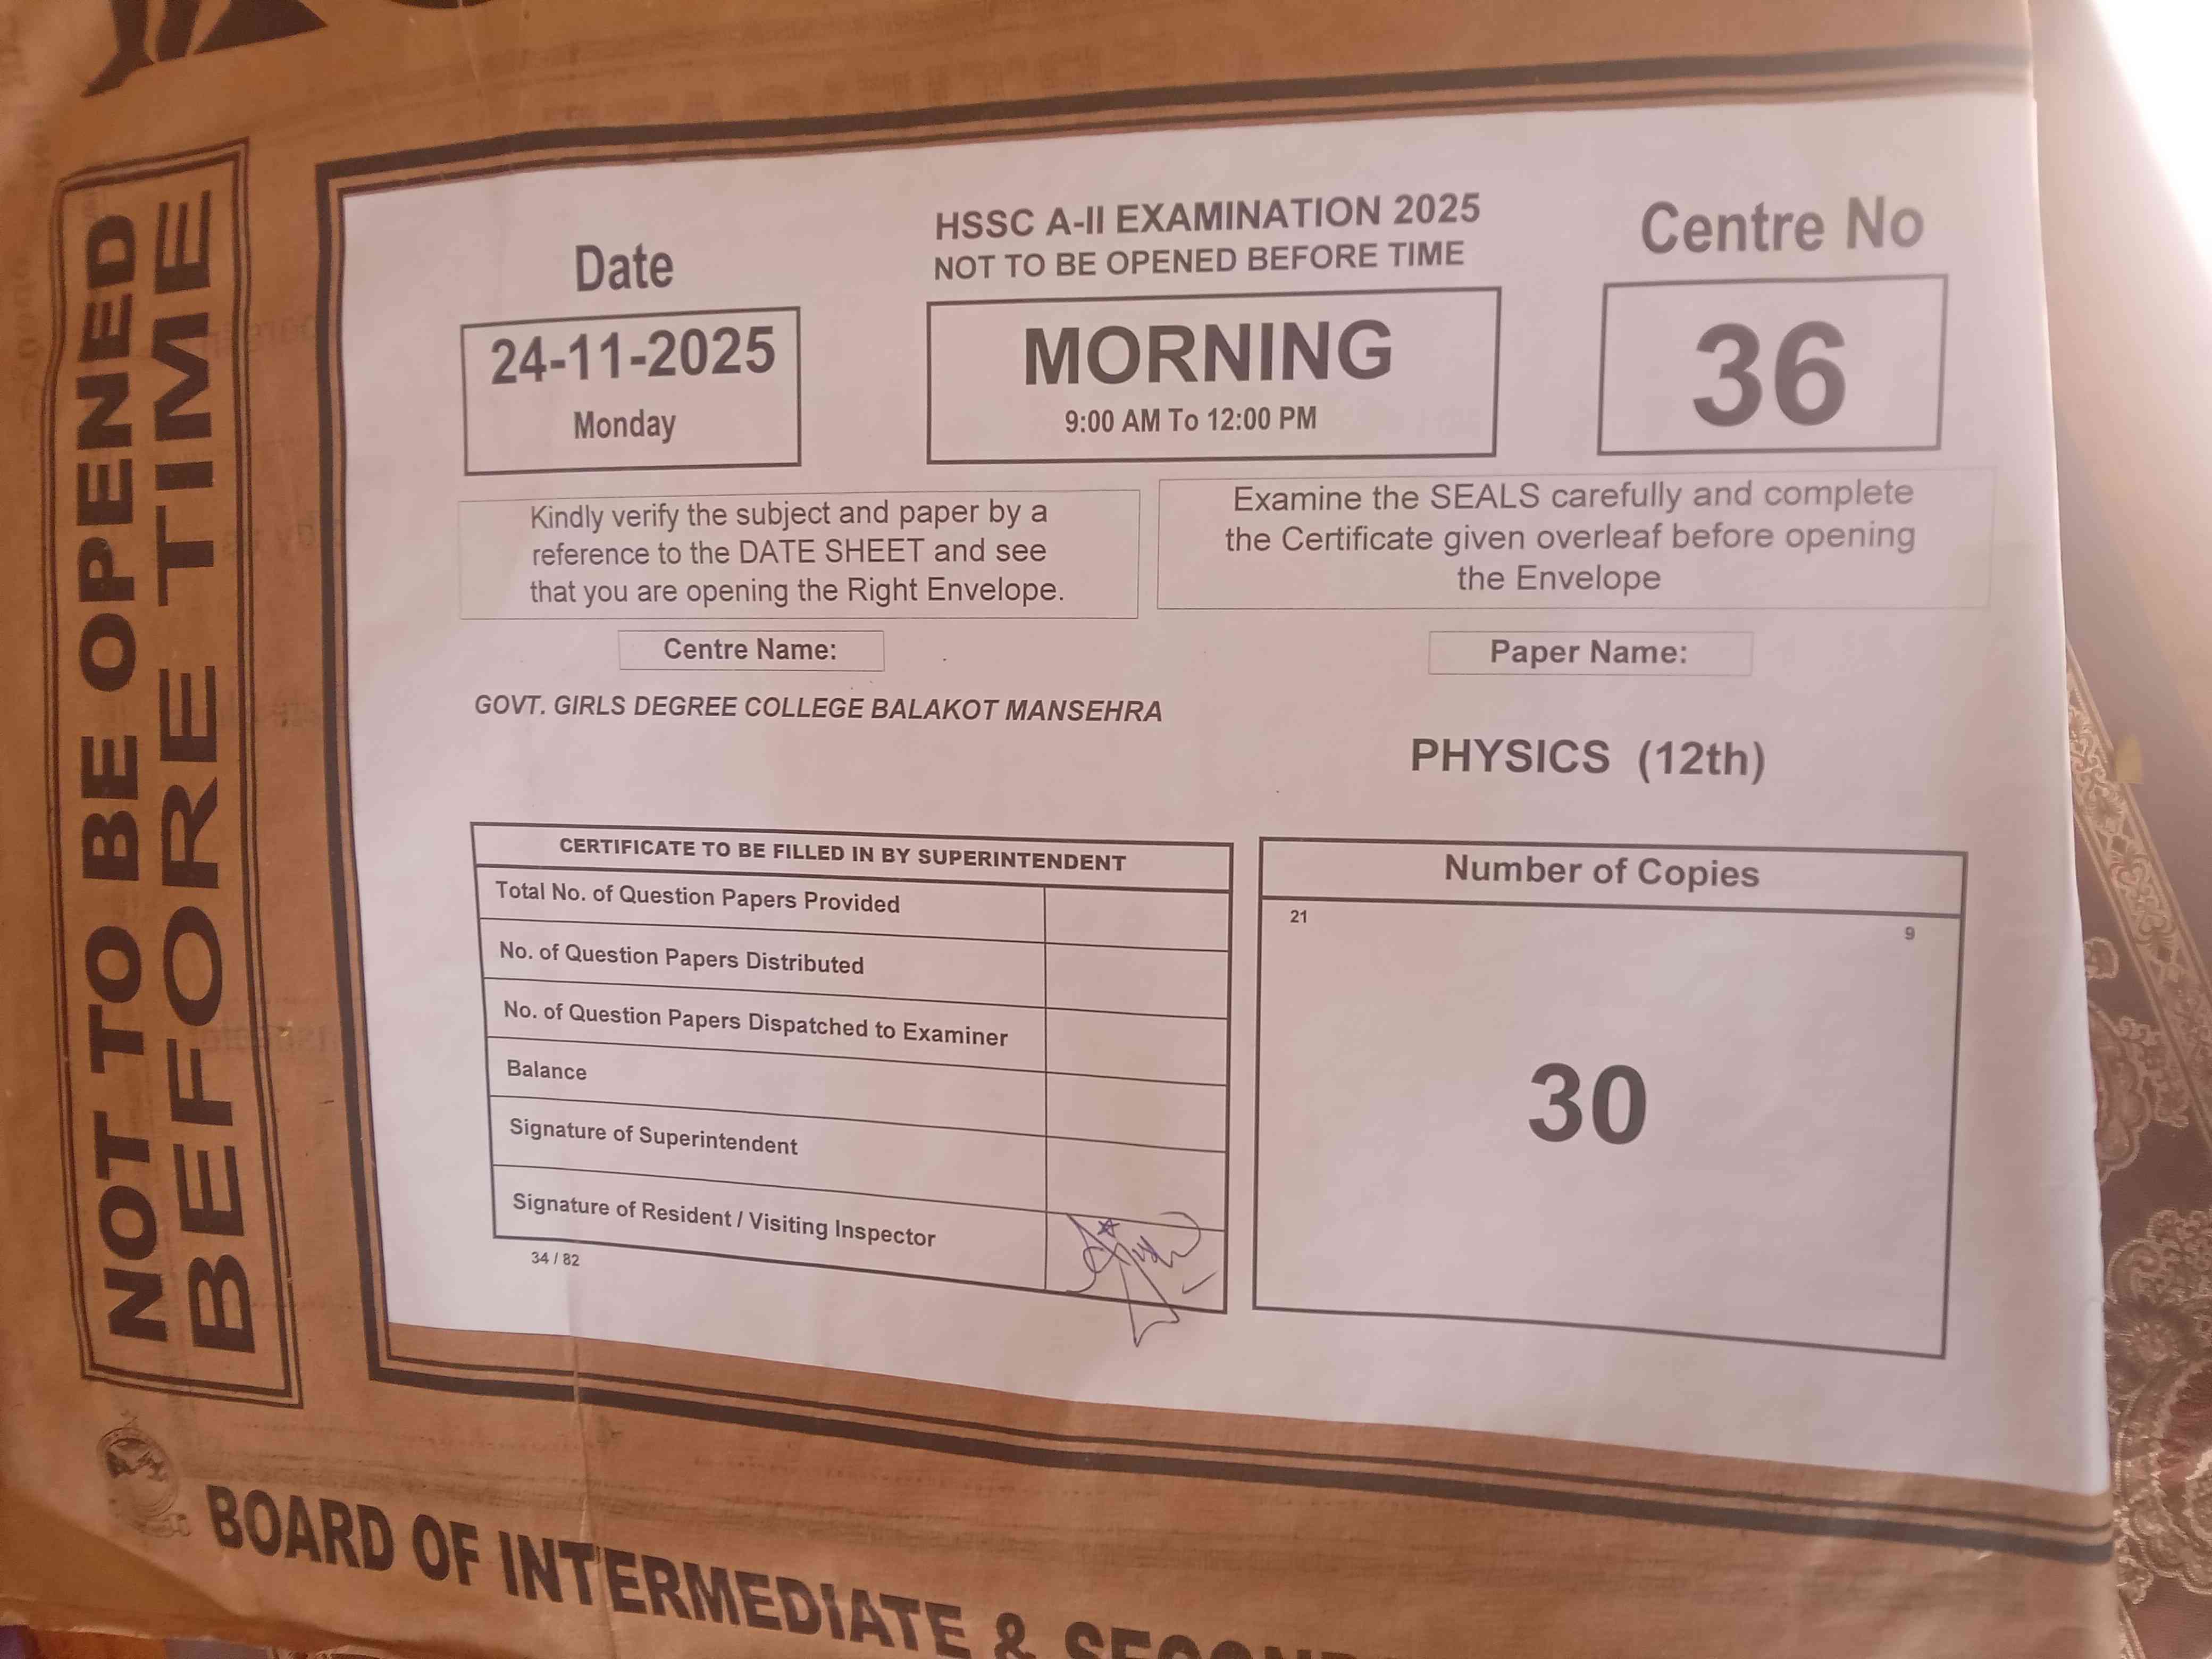 NOT TO BE OPENED
BEFORE TIME
Date
24-11-2025
Monday
HSSC A-II EXAMINATION 2025
NOT TO BE OPENED BEFORE TIME
MORNING
9:00 AM To 12:00 PM
Centre No
36
Kindly verify the subject and paper by a
reference to the DATE SHEET and see
that you are opening the Right Envelope.
Examine the SEALS carefully and complete
the Certificate given overleaf before opening
the Envelope
Centre Name:
GOVT. GIRLS DEGREE COLLEGE BALAKOT MANSEHRA
Paper Name:
PHYSICS (12th)
CERTIFICATE TO BE FILLED IN BY SUPERINTENDENT
Total No. of Question Papers Provided
No. of Question Papers Distributed
No. of Question Papers Dispatched to Examiner
Balance
Signature of Superintendent
Signature of Resident / Visiting Inspector
34 / 82
Number of Copies
21
9
30
BOARD OF INTERMEDIATE &